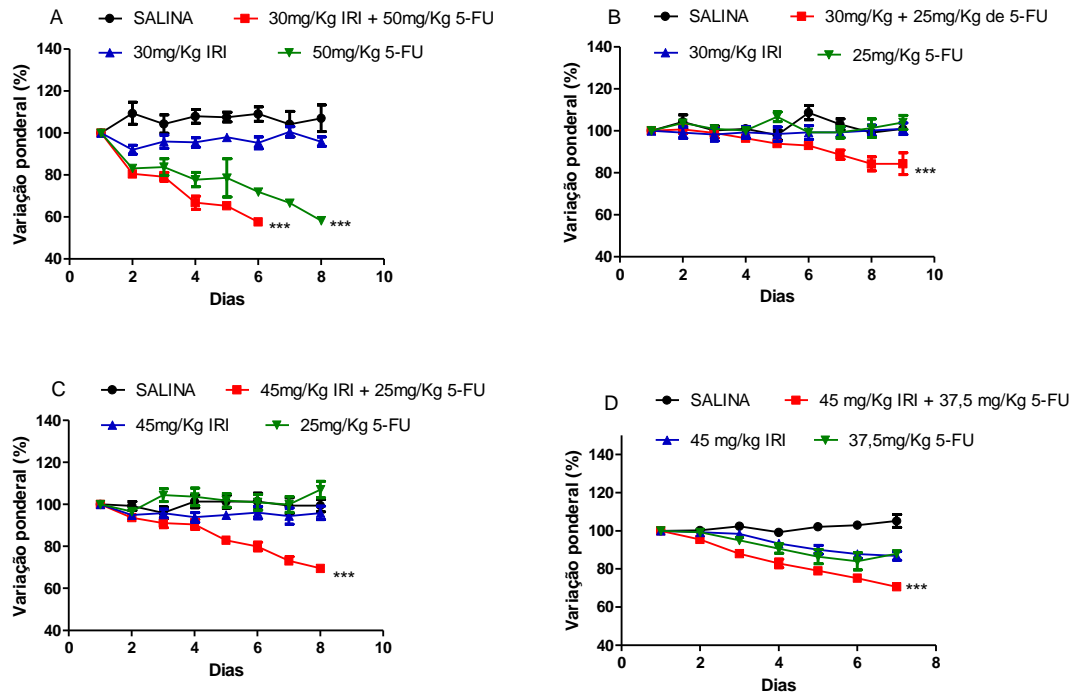 A
SALINA
30mg/Kg IRI + 50mg/Kg 5-FU
30mg/Kg IRI
50mg/Kg 5-FU
Variação ponderal (%)
140
120
100
80
60
40
0
2
4
6
8
10
Dias
***
***
B
SALINA
30mg/Kg + 25mg/Kg de 5-FU
30mg/Kg IRI
25mg/Kg 5-FU
Variação ponderal (%)
140
120
100
80
60
40
0
2
4
6
8
10
Dias
***
C
SALINA
45mg/Kg IRI + 25mg/Kg 5-FU
45mg/Kg IRI
25mg/Kg 5-FU
Variação ponderal (%)
140
120
100
80
60
40
0
2
4
6
8
10
Dias
***
D
SALINA
45 mg/Kg IRI + 37,5 mg/Kg 5-FU
45 mg/kg IRI
37,5mg/Kg 5-FU
Variação ponderal (%)
140
120
100
80
60
40
0
2
4
6
8
Dias
***